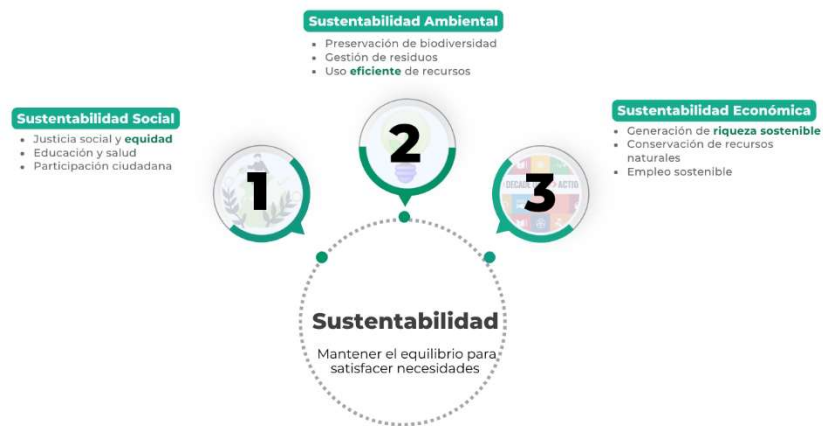 Sustentabilidad Ambiental
Preservación de biodiversidad
Gestión de residuos
Uso eficiente de recursos
Sustentabilidad Social
Justicia social y equidad
Educación y salud
Participación ciudadana
Sustentabilidad Económica
Generación de riqueza sostenible
Conservación de recursos
naturales
Empleo sostenible
1
2
3
Sustentabilidad
Mantener el equilibrio para
satisfacer necesidades